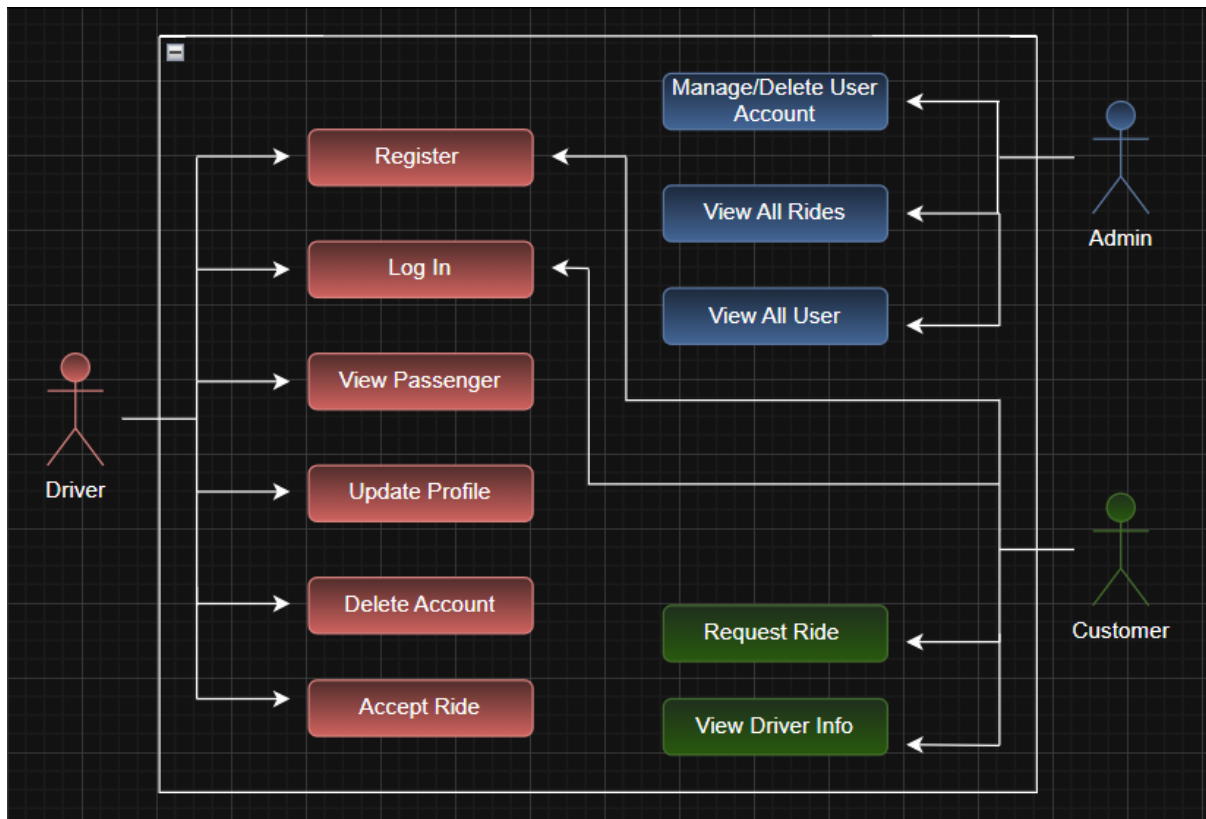 Manage/Delete User
Account
Register
View All Rides
Admin
Log In
View All User
View Passenger
Driver
Update Profile
Delete Account
Request Ride
Customer
Accept Ride
View Driver Info